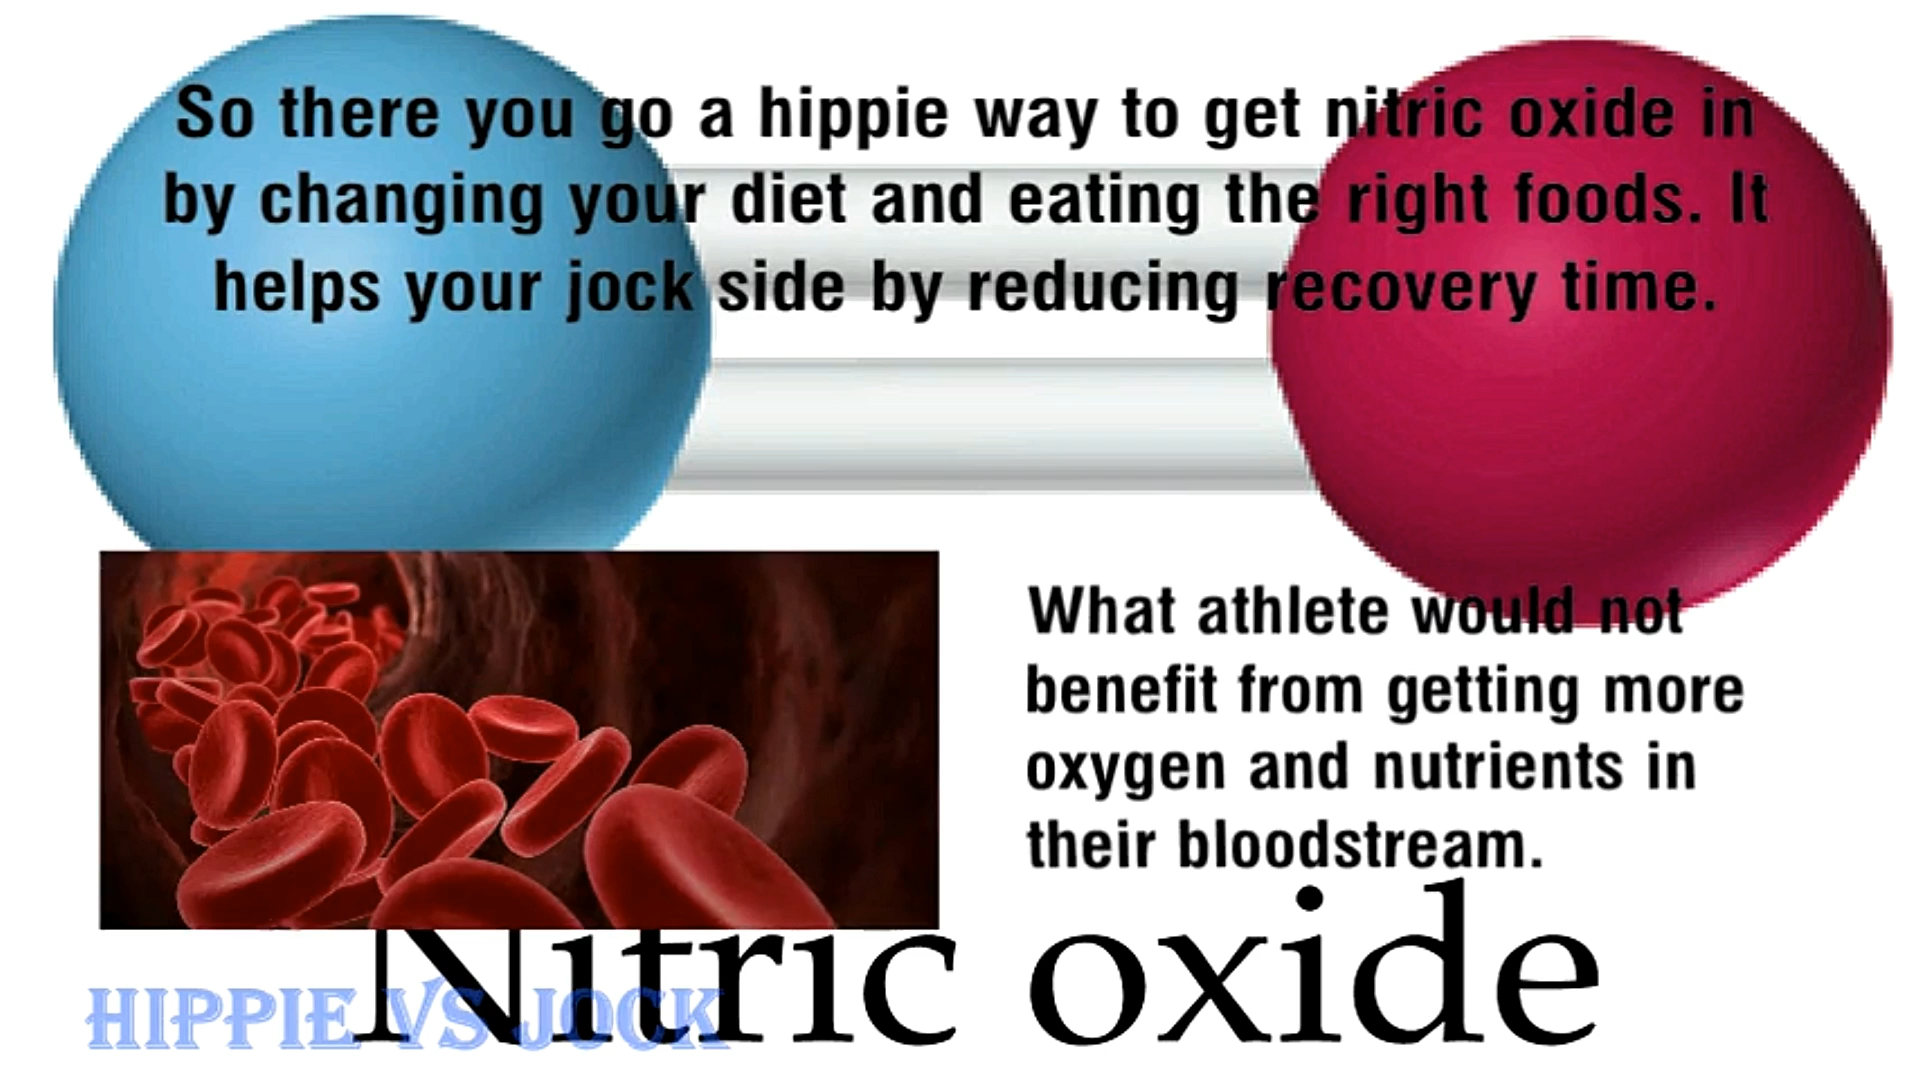 So there you go a hippie way to get nitric oxide in
by changing your diet and eating the right foods. It
helps your jock side by reducing recovery time.
What athlete would not
benefit from getting more
oxygen and nutrients in
their bloodstream.
Nitric oxide
HIPPIE VS JOCK